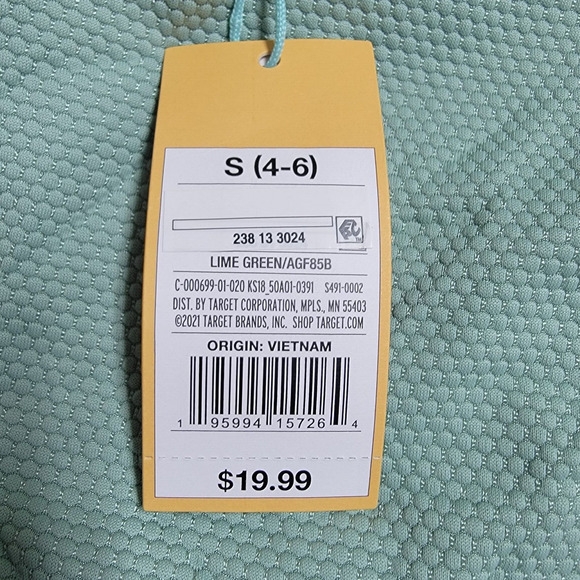 S (4-6)
238 13 3024
LIME GREEN/AGF85B
C-000699-01-020 KS18_50A01-0391 S491-0002
DIST. BY TARGET CORPORATION, MPLS., MN 55403
©2021 TARGET BRANDS, INC. SHOP TARGET.COM
ORIGIN: VIETNAM
1 95994 15726 4
$19.99